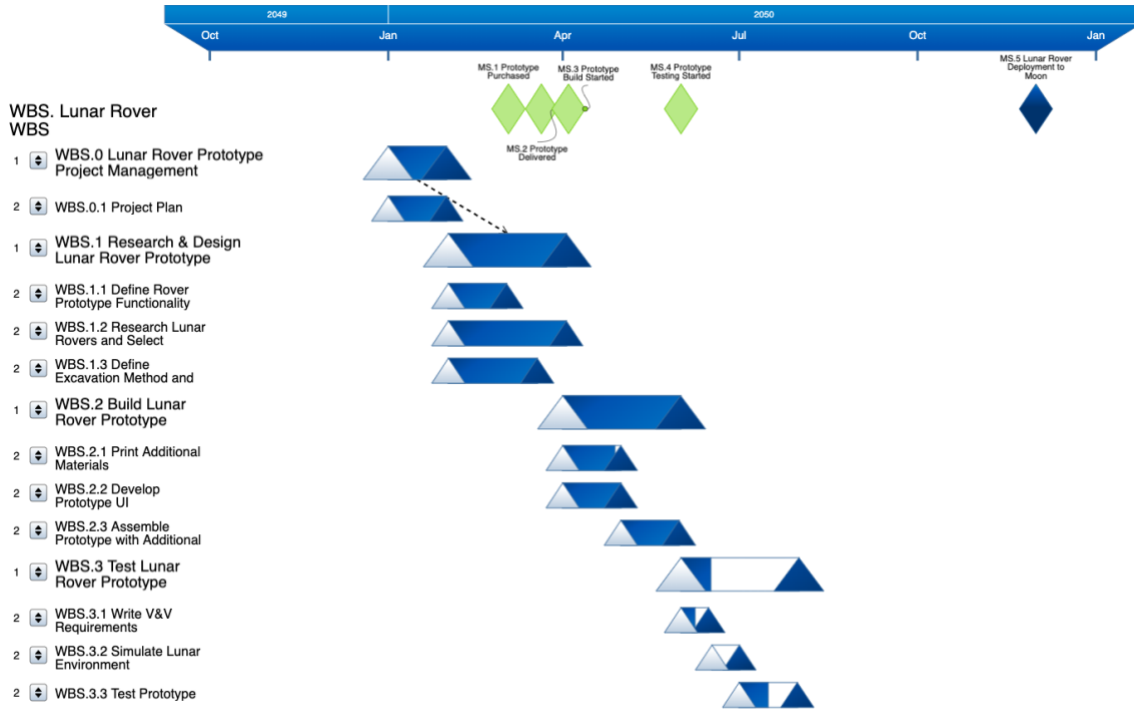 2049
2050
Oct
Jan
Apr
Jul
Oct
Jan
MS.1 Prototype
Purchased
MS.3 Prototype
Build Started
MS.4 Prototype
Testing Started
MS.5 Lunar Rover
Deployment to
Moon
MS.2 Prototype
Delivered
WBS. Lunar Rover
WBS
1
WBS.0 Lunar Rover Prototype
Project Management
2
WBS.0.1 Project Plan
1
WBS.1 Research & Design
Lunar Rover Prototype
2
WBS.1.1 Define Rover
Prototype Functionality
2
WBS.1.2 Research Lunar
Rovers and Select
2
WBS.1.3 Define
Excavation Method and
1
WBS.2 Build Lunar
Rover Prototype
2
WBS.2.1 Print Additional
Materials
2
WBS.2.2 Develop
Prototype UI
2
WBS.2.3 Assemble
Prototype with Additional
1
WBS.3 Test Lunar
Rover Prototype
2
WBS.3.1 Write V&V
Requirements
2
WBS.3.2 Simulate Lunar
Environment
2
WBS.3.3 Test Prototype